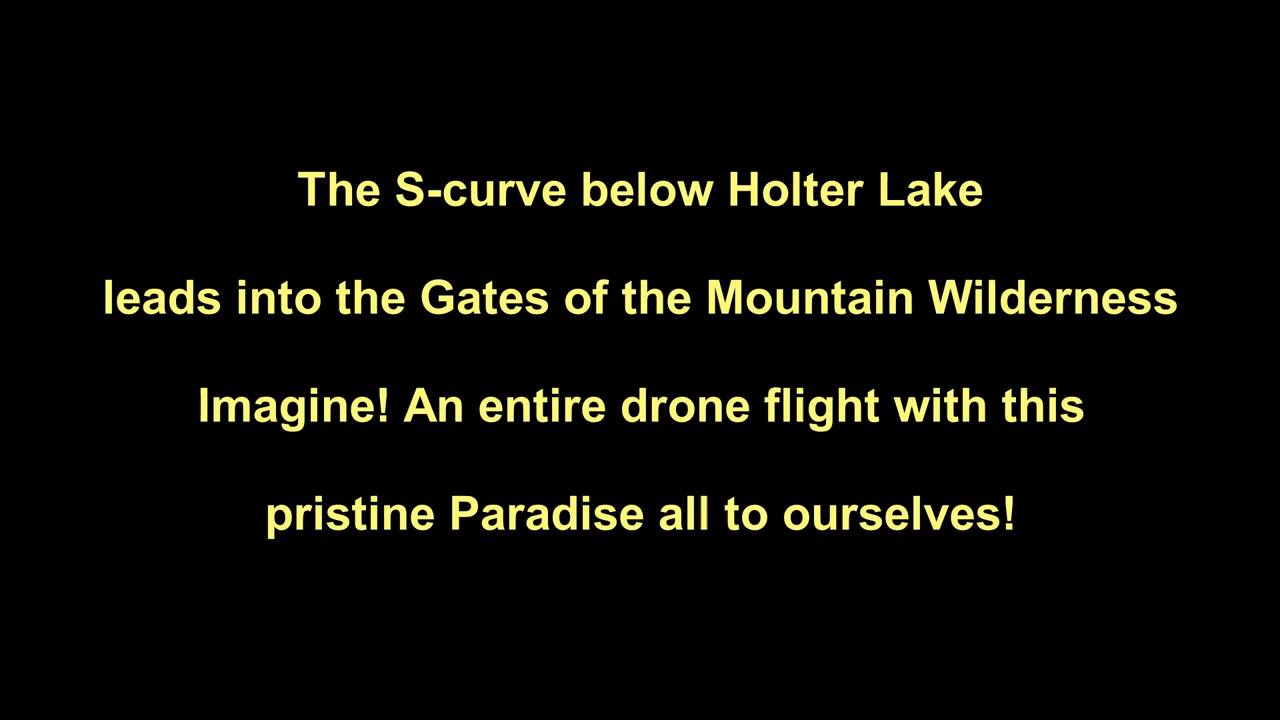 The S-curve below Holter Lake
leads into the Gates of the Mountain Wilderness
Imagine! An entire drone flight with this
pristine Paradise all to ourselves!